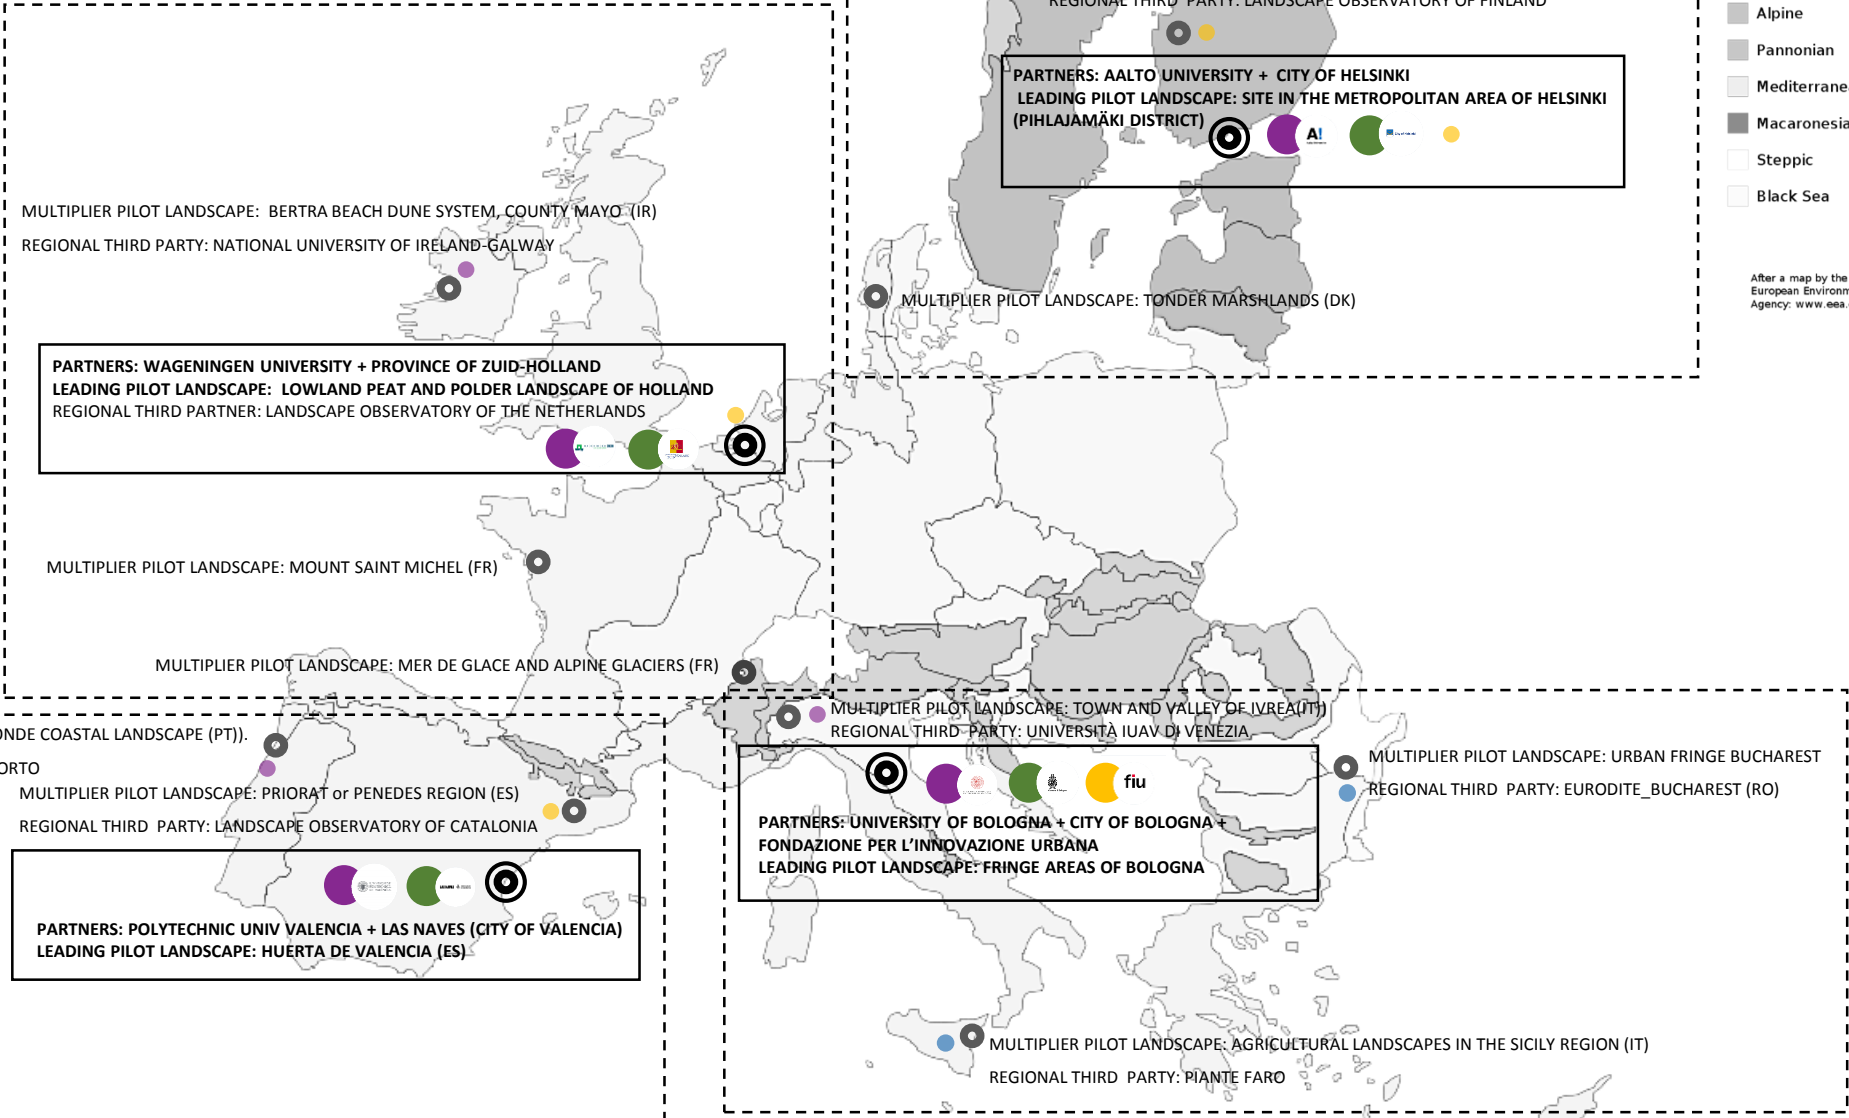 REGIONAL THIRD PARTY: LANDSCAPE OBSERVATORY OF FINLAND
PARTNERS: AALTO UNIVERSITY + CITY OF HELSINKI
LEADING PILOT LANDSCAPE: SITE IN THE METROPOLITAN AREA OF HELSINKI
(PIHLAJAMÄKI DISTRICT)
A!
Alpine
Pannonian
Mediterranea
Macaronesia
Steppic
Black Sea
After a map by the
European Environm
Agency: www.eea.
MULTIPLIER PILOT LANDSCAPE: BERTRA BEACH DUNE SYSTEM, COUNTY MAYO (IR)
REGIONAL THIRD PARTY: NATIONAL UNIVERSITY OF IRELAND-GALWAY
MULTIPLIER PILOT LANDSCAPE: TONDER MARSHLANDS (DK)
PARTNERS: WAGENINGEN UNIVERSITY + PROVINCE OF ZUID-HOLLAND
LEADING PILOT LANDSCAPE: LOWLAND PEAT AND POLDER LANDSCAPE OF HOLLAND
REGIONAL THIRD PARTNER: LANDSCAPE OBSERVATORY OF THE NETHERLANDS
MULTIPLIER PILOT LANDSCAPE: MOUNT SAINT MICHEL (FR)
MULTIPLIER PILOT LANDSCAPE: MER DE GLACE AND ALPINE GLACIERS (FR)
ONDE COASTAL LANDSCAPE (PT)).
ORTO
MULTIPLIER PILOT LANDSCAPE: PRIORAT or PENEDES REGION (ES)
REGIONAL THIRD PARTY: LANDSCAPE OBSERVATORY OF CATALONIA
PARTNERS: POLYTECHNIC UNIV VALENCIA + LAS NAVES (CITY OF VALENCIA)
LEADING PILOT LANDSCAPE: HUERTA DE VALENCIA (ES)
MULTIPLIER PILOT LANDSCAPE: TOWN AND VALLEY OF IVREA(IT))
REGIONAL THIRD PARTY: UNIVERSITÀ IUAV DI VENEZIA
fiu
PARTNERS: UNIVERSITY OF BOLOGNA + CITY OF BOLOGNA +
FONDAZIONE PER L'INNOVAZIONE URBANA
LEADING PILOT LANDSCAPE: FRINGE AREAS OF BOLOGNA
MULTIPLIER PILOT LANDSCAPE: URBAN FRINGE BUCHAREST
REGIONAL THIRD PARTY: EURODITE_BUCHAREST (RO)
MULTIPLIER PILOT LANDSCAPE: AGRICULTURAL LANDSCAPES IN THE SICILY REGION (IT)
REGIONAL THIRD PARTY: PIANTE FARO